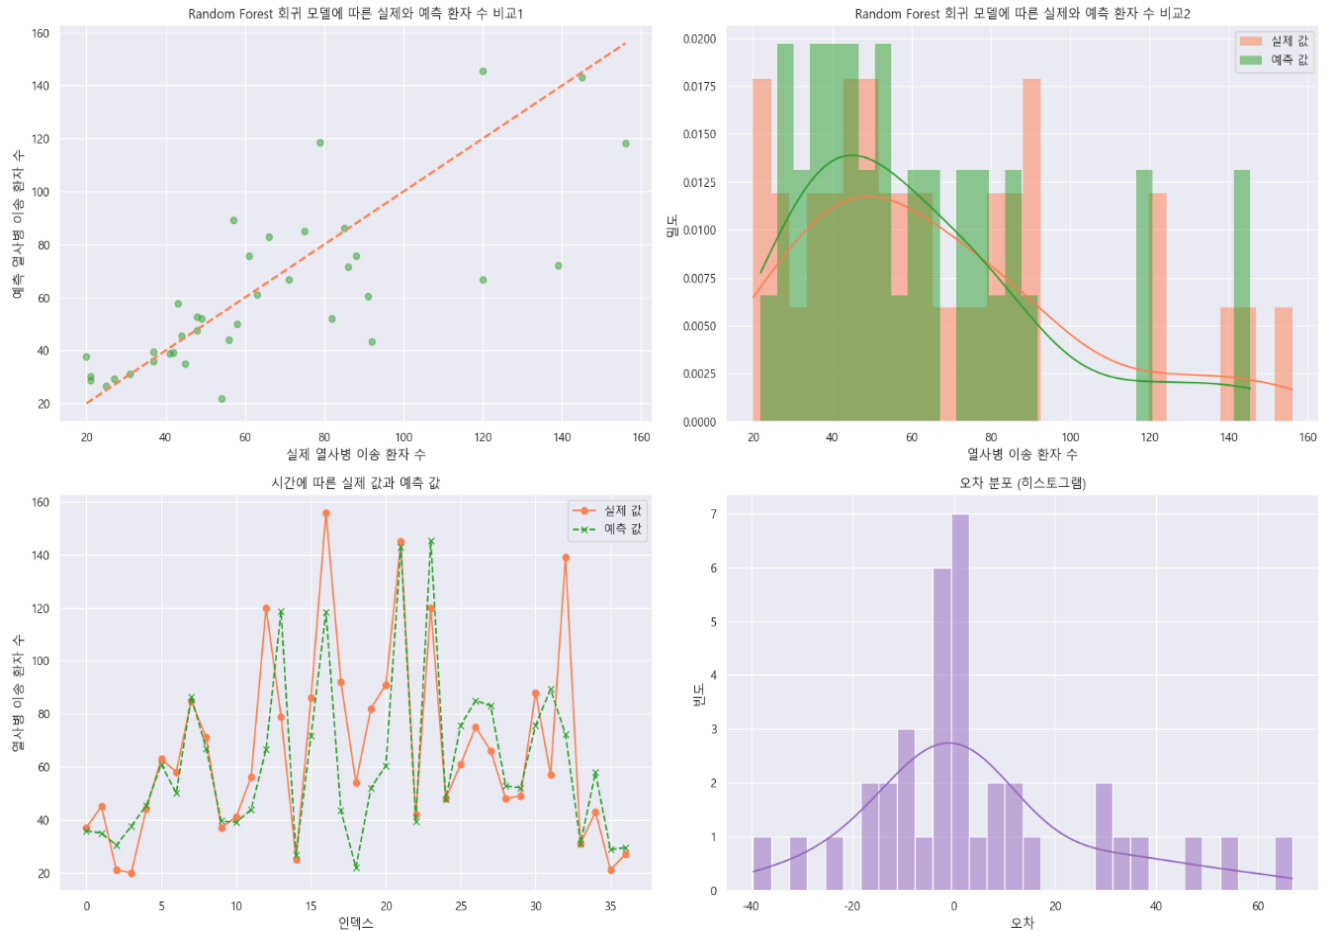 Random Forest 회귀 모델에 따른 실제와 예측 환자 수 비교1
160
140
120
100
80
60
40
20
예측 열사병 이송 환자 수
20 40 60 80 100 120 140 160
실제 열사병 이송 환자 수
Random Forest 회귀 모델에 따른 실제와 예측 환자 수 비교2
실제 값
예측 값
0.0200
0.0175
0.0150
0.0125
0.0100
0.0075
0.0050
0.0025
0.0000
밀도
20 40 60 80 100 120 140 160
열사병 이송 환자 수
시간에 따른 실제 값과 예측 값
실제 값
예측 값
160
140
120
100
80
60
40
20
열사병 이송 환자 수
0 5 10 15 20 25 30 35
인덱스
오차 분포 (히스토그램)
7
6
5
4
3
2
1
0
빈도
-40 -20 0 20 40 60
오차